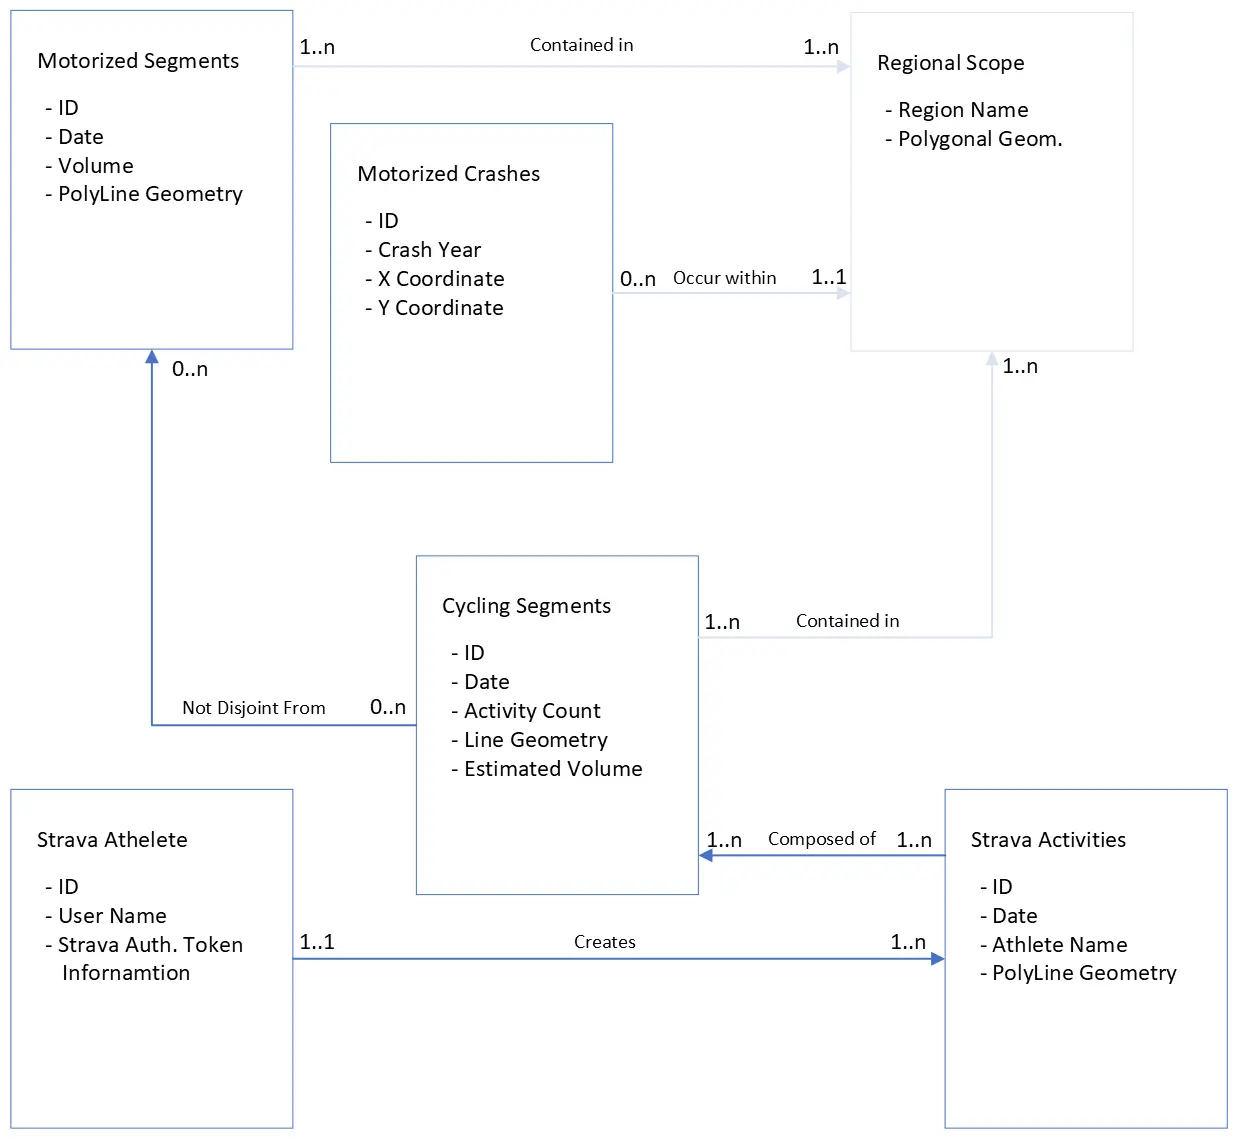 Motorized Segments
- ID
- Date
- Volume
- PolyLine Geometry
1..n
Contained in
1..n
Regional Scope
- Region Name
- Polygonal Geom.
Motorized Crashes
- ID
- Crash Year
- X Coordinate
- Y Coordinate
0..n
Occur within
1..1
0..n
1..n
Cycling Segments
- ID
- Date
- Activity Count
- Line Geometry
- Estimated Volume
1..n
Contained in
Not Disjoint From
0..n
Strava Athelete
- ID
- User Name
- Strava Auth. Token
Infornamtion
1..n
Composed of
1..n
Strava Activities
- ID
- Date
- Athlete Name
- PolyLine Geometry
1..1
Creates
1..n